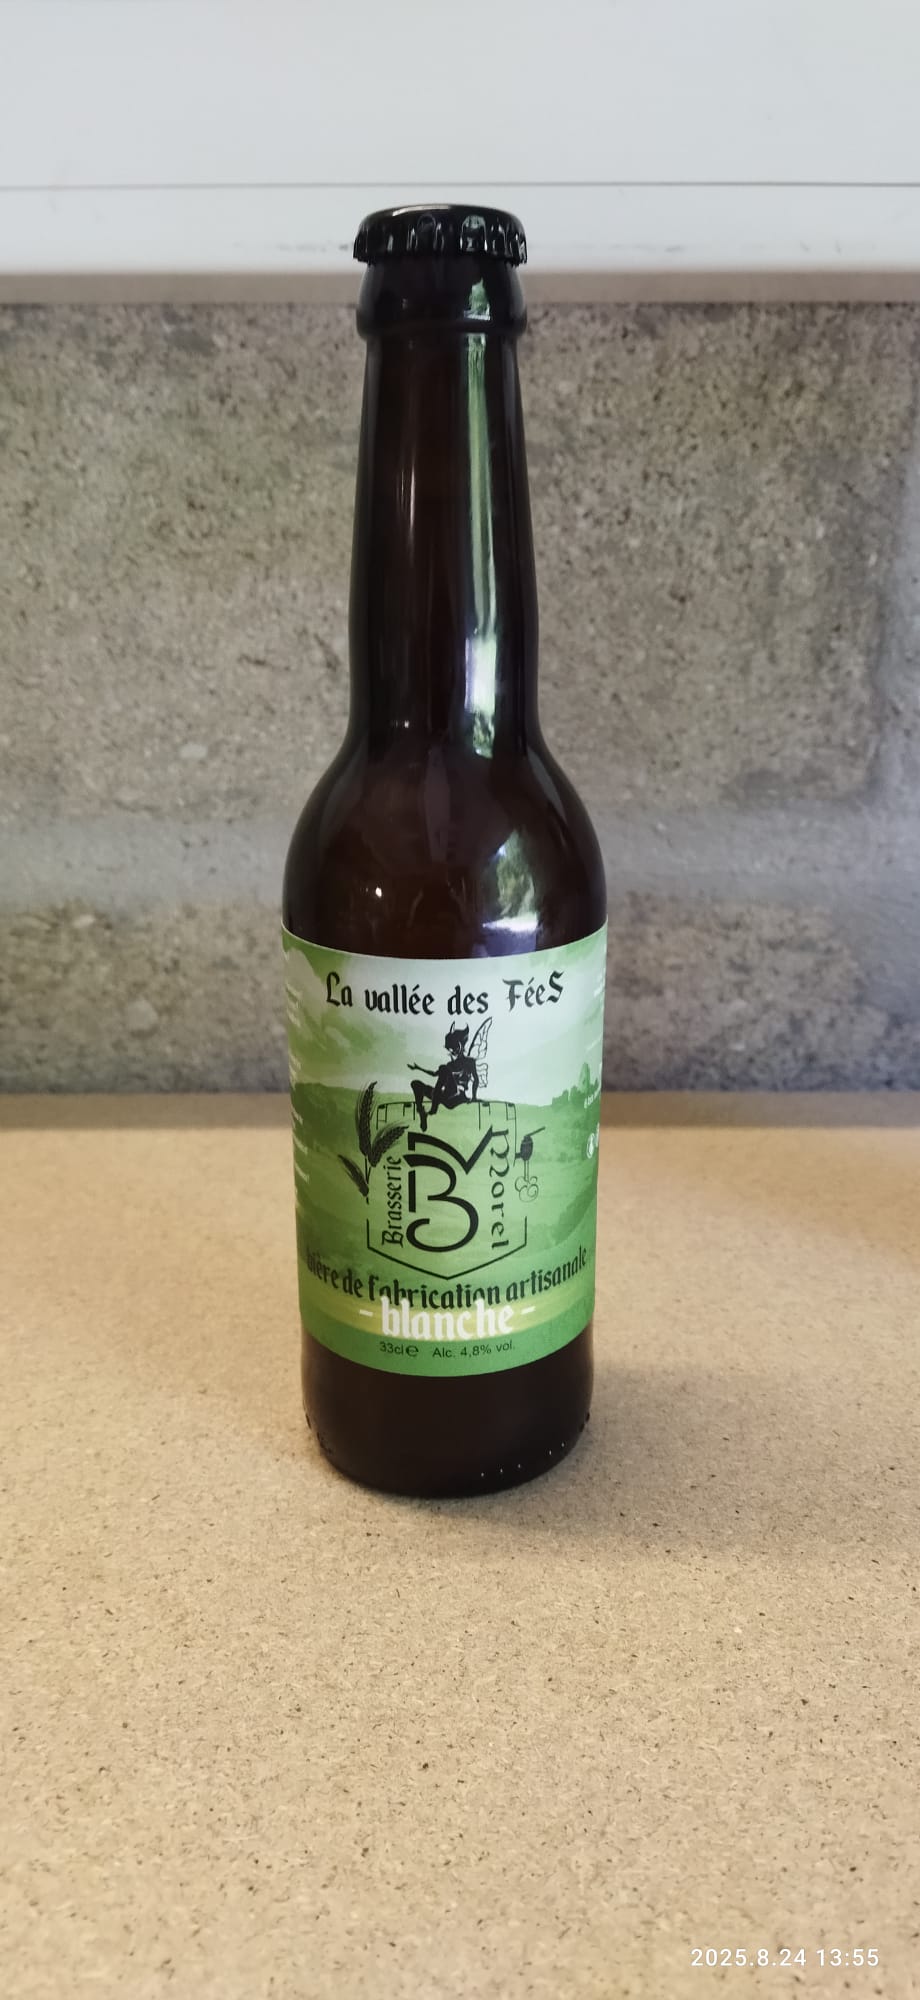 La vallée des FéeS
Brasserie
Morel
bière de fabrication artisanale
- blanche -
33cl℮ Alc. 4,8% vol.
2025.8.24 13:55